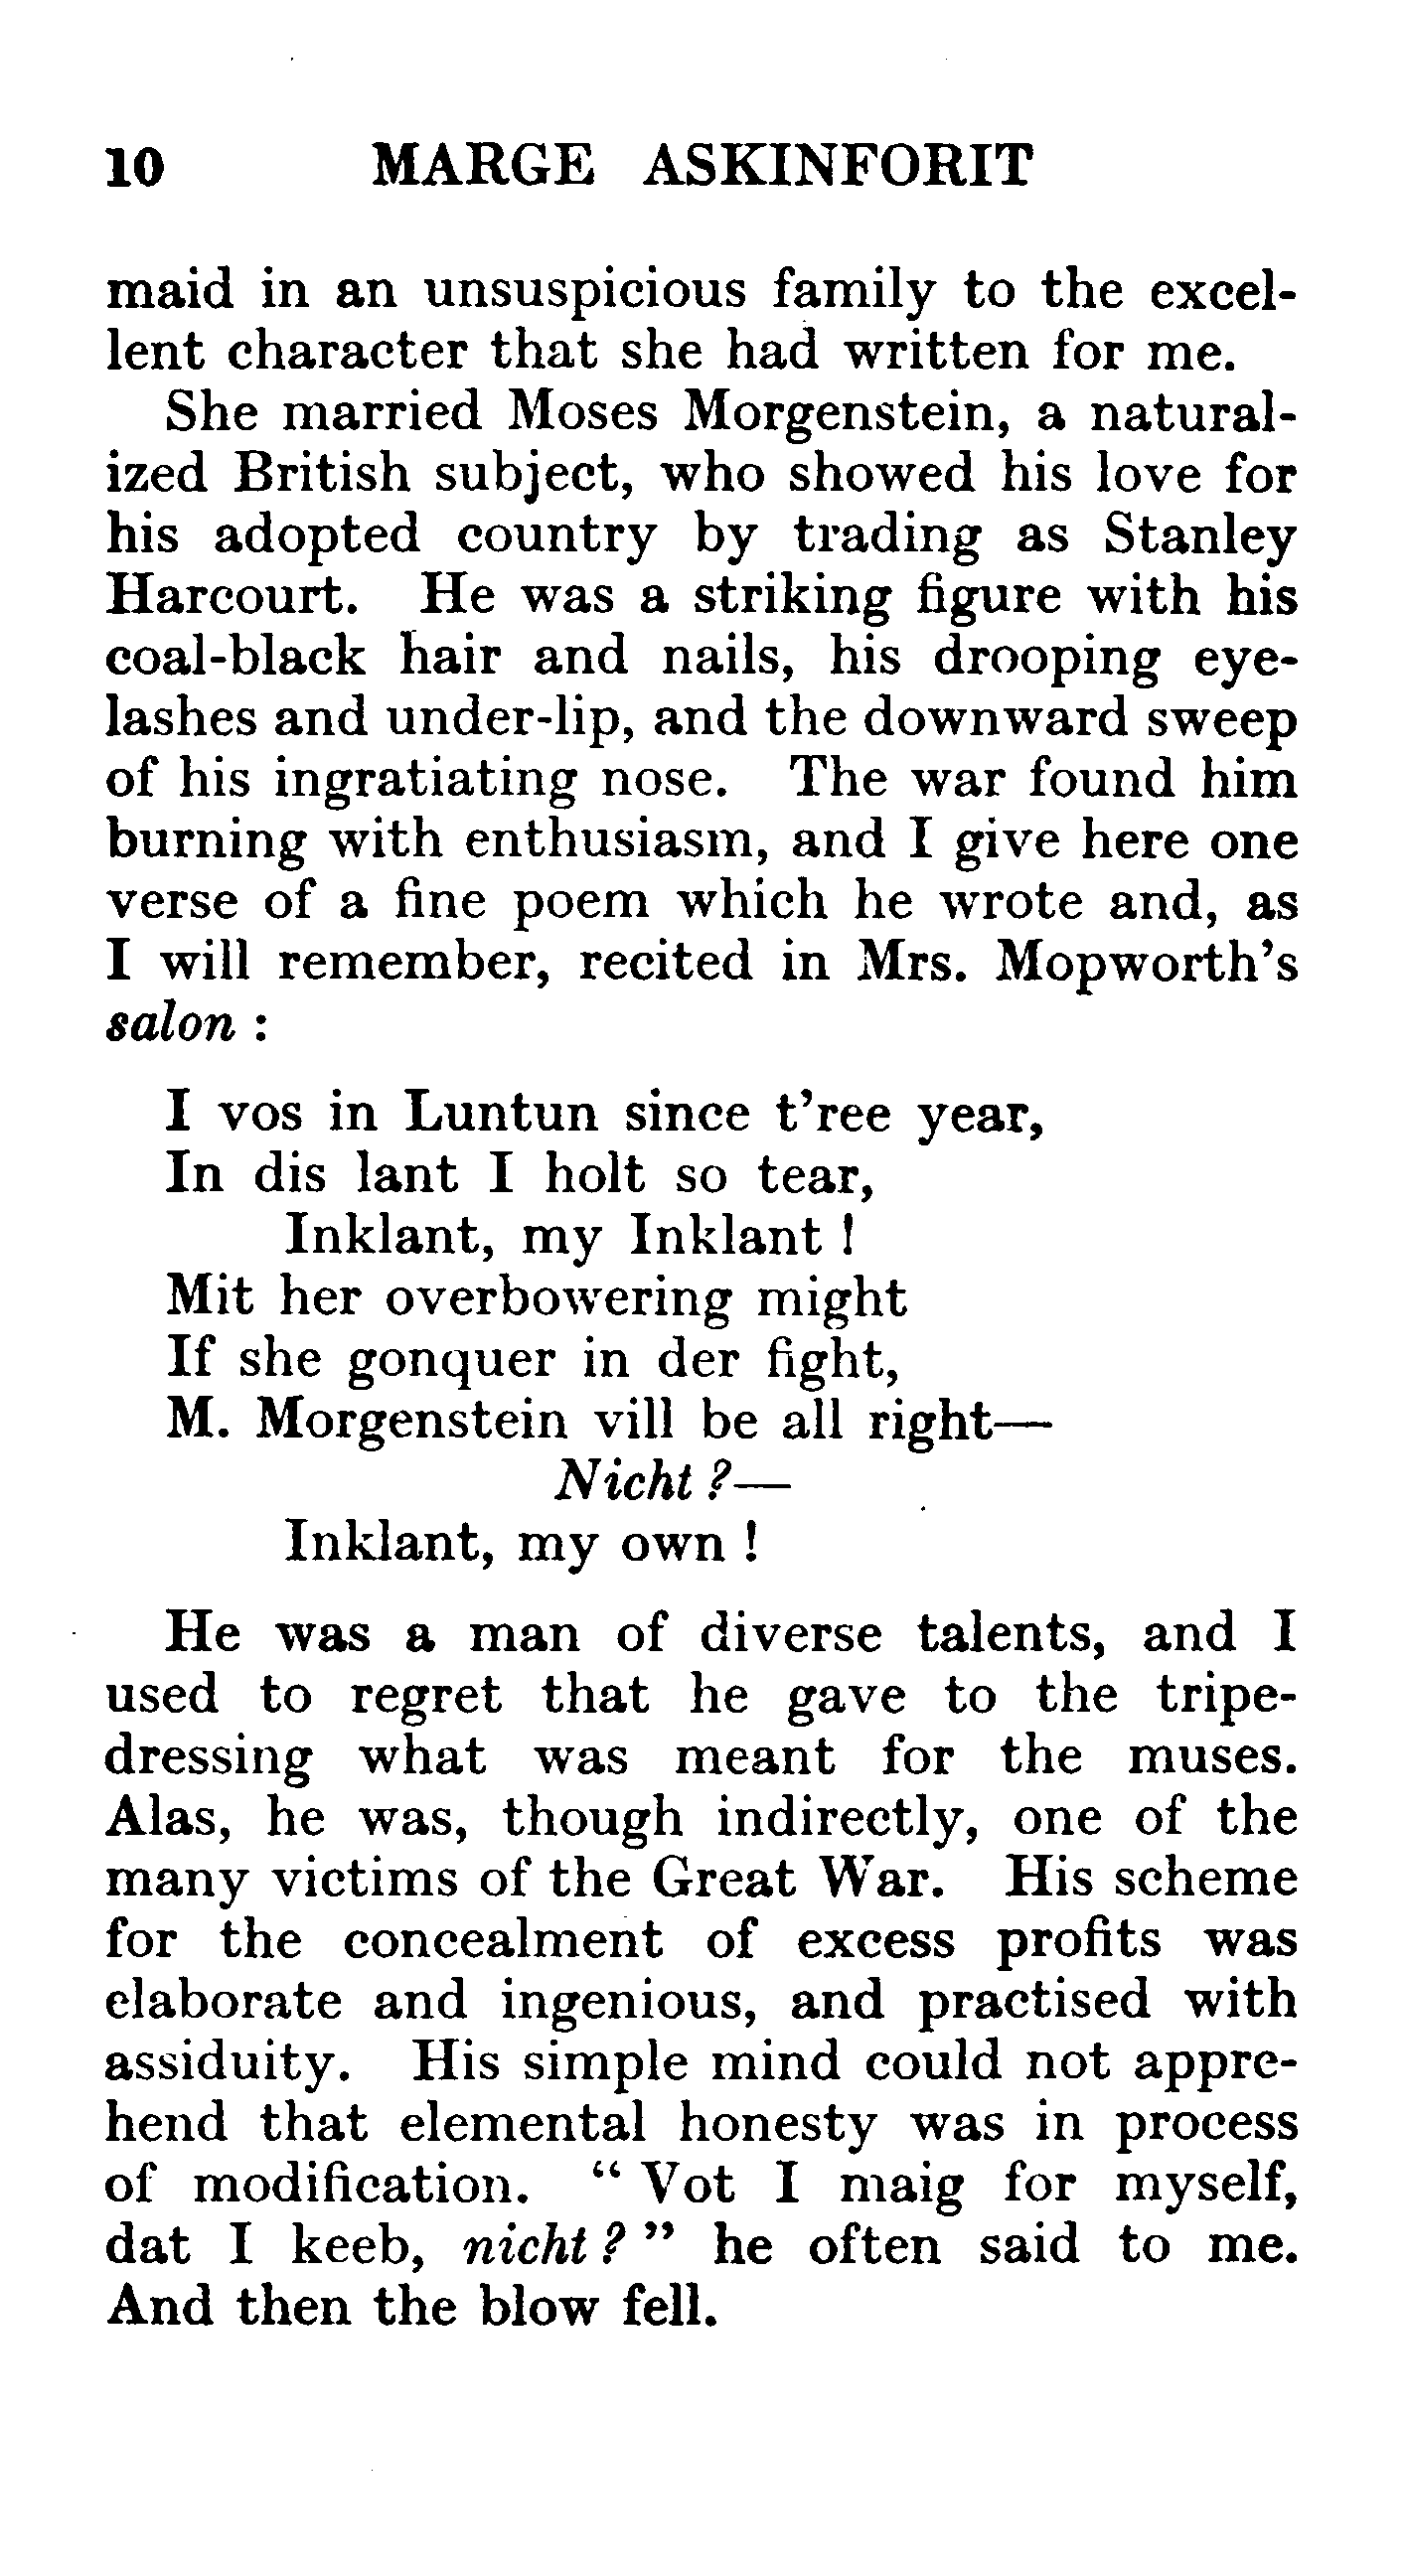 10 MARGE ASKINFORIT
maid in an unsuspicious family to the excel-
lent character that she had written for me.
She married Moses Morgenstein, a natural-
ized British subject, who showed his love for
his adopted country by trading as Stanley
Harcourt. He was a striking figure with his
coal-black hair and nails, his drooping eye-
lashes and under-lip, and the downward sweep
of his ingratiating nose. The war found him
burning with enthusiasm, and I give here one
verse of a fine poem which he wrote and, as
I will remember, recited in Mrs. Mopworth's
salon :
I vos in Luntun since t'ree year,
In dis lant I holt so tear,
Inklant, my Inklant !
Mit her overbowering might
If she gonquer in der fight,
M. Morgenstein vill be all right—
Nicht ?—
Inklant, my own !
He was a man of diverse talents, and I
used to regret that he gave to the tripe-
dressing what was meant for the muses.
Alas, he was, though indirectly, one of the
many victims of the Great War. His scheme
for the concealment of excess profits was
elaborate and ingenious, and practised with
assiduity. His simple mind could not appre-
hend that elemental honesty was in process
of modification. “ Vot I maig for myself,
dat I keeb, nicht ? ” he often said to me.
And then the blow fell.